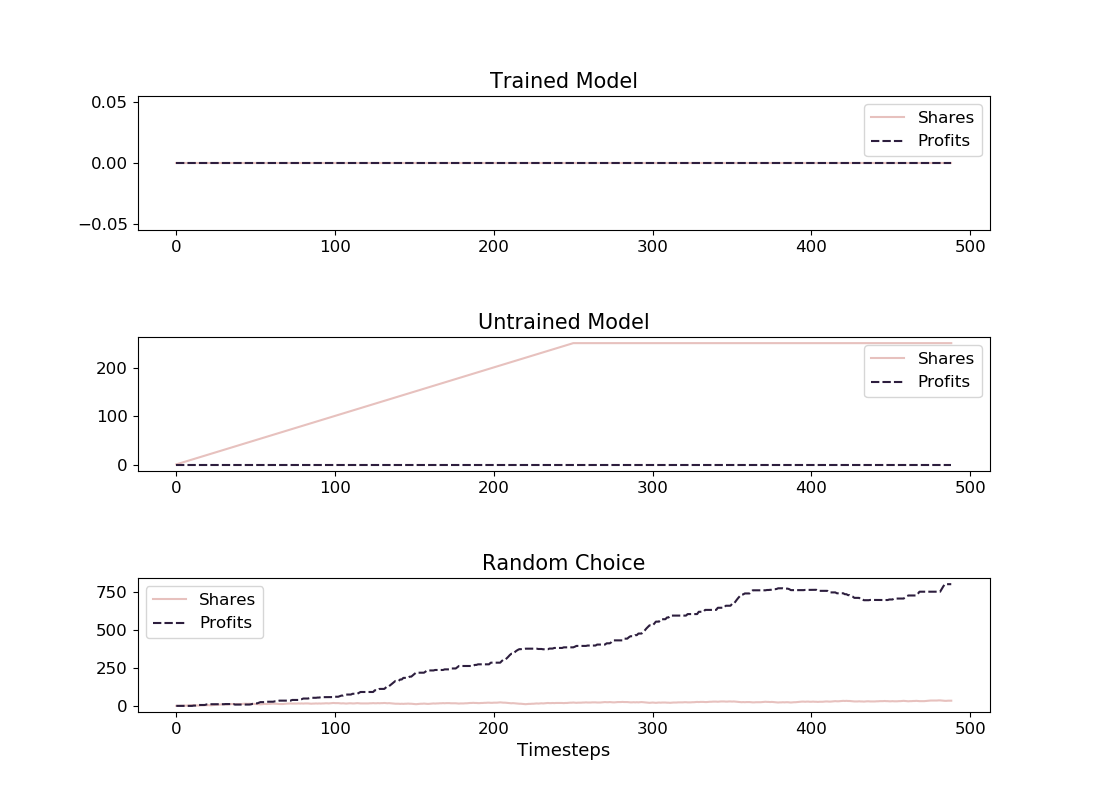 Trained Model
0.05
0.00
−0.05
Shares
Profits
0 100 200 300 400 500
Untrained Model
200
100
0
Shares
Profits
0 100 200 300 400 500
Random Choice
750
500
250
0
Shares
Profits
0 100 200 300 400 500
Timesteps